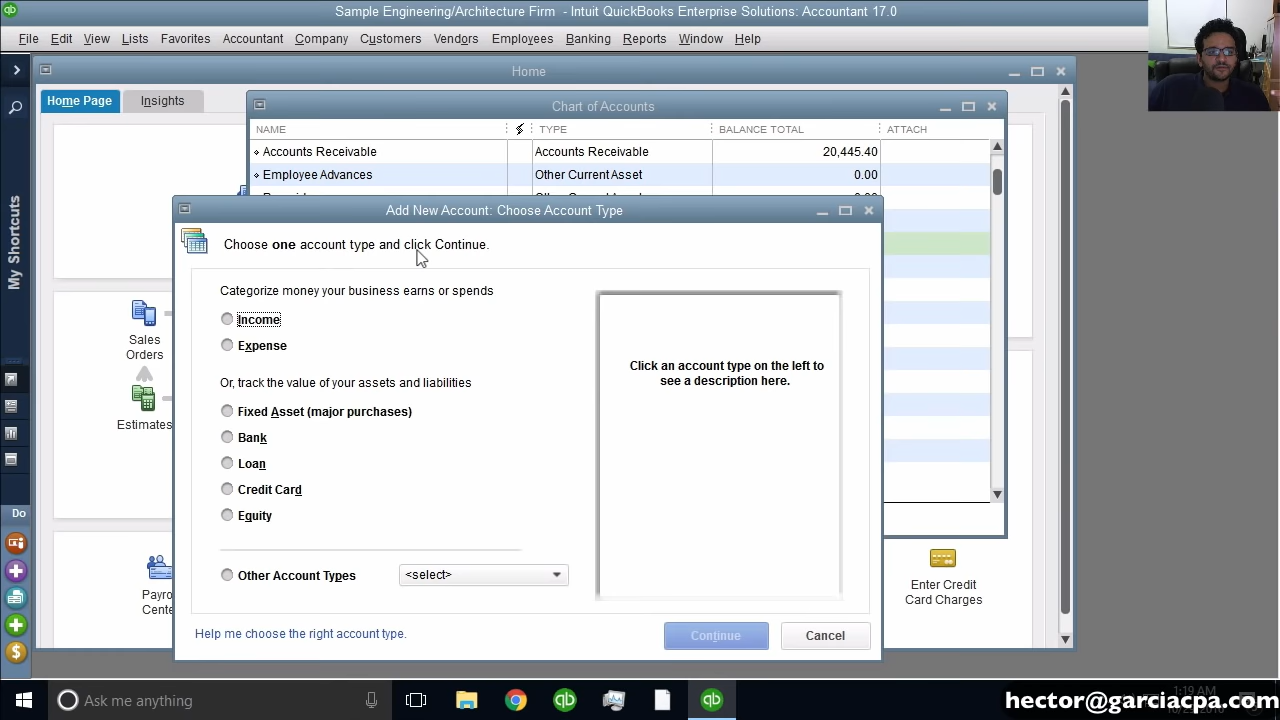 Sample Engineering/Architecture Firm - Intuit QuickBooks Enterprise Solutions: Accountant 17.0
File Edit View Lists Favorites Accountant Company Customers Vendors Employees Banking Reports Window Help
Home
Home Page Insights
Chart of Accounts
NAME TYPE BALANCE TOTAL ATTACH
Accounts Receivable Accounts Receivable 20,445.40
Employee Advances Other Current Asset 0.00
Add New Account: Choose Account Type
Choose one account type and click Continue.
Categorize money your business earns or spends
Income
Expense
Or, track the value of your assets and liabilities
Fixed Asset (major purchases)
Bank
Loan
Credit Card
Equity
Other Account Types <select>
Click an account type on the left to
see a description here.
Help me choose the right account type.
Continue Cancel
My Shortcuts
Do
Sales
Orders
Estimates
Payro
Cente
Enter Credit
Card Charges
Ask me anything
1:19 AM
hector@garciacpa.com